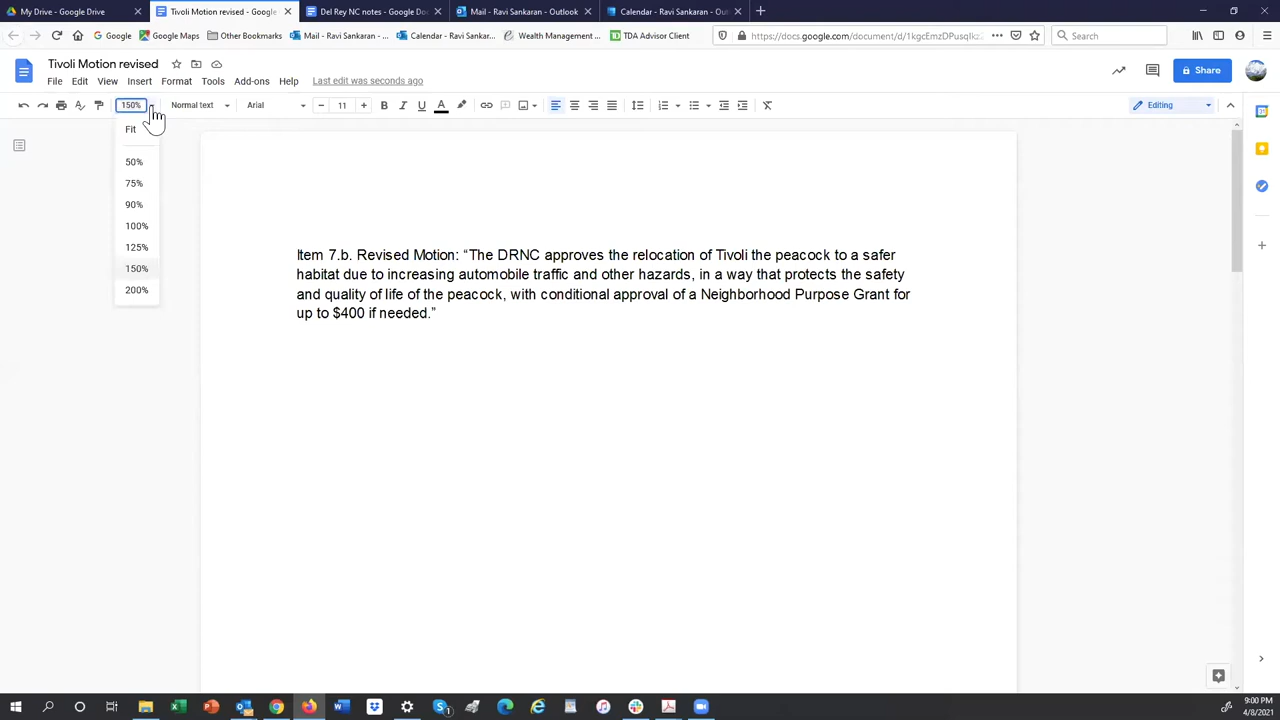 My Drive - Google Drive
Tivoli Motion revised - Google
Del Rey NC notes - Google Do
Mail - Ravi Sankaran - Outlook
Calendar - Ravi Sankaran - Out
Google
Google Maps
Other Bookmarks
Mail - Ravi Sankaran - ...
Calendar - Ravi Sankar...
Wealth Management ...
TDA Advisor Client
Search
Tivoli Motion revised
File Edit View Insert Format Tools Add-ons Help Last edit was seconds ago
Share
150% Normal text Arial 11 Editing
Fit
50%
75%
90%
100%
125%
150%
200%
Item 7.b. Revised Motion: “The DRNC approves the relocation of Tivoli the peacock to a safer
habitat due to increasing automobile traffic and other hazards, in a way that protects the safety
and quality of life of the peacock, with conditional approval of a Neighborhood Purpose Grant for
up to $400 if needed.”
9:00 PM
4/8/2021